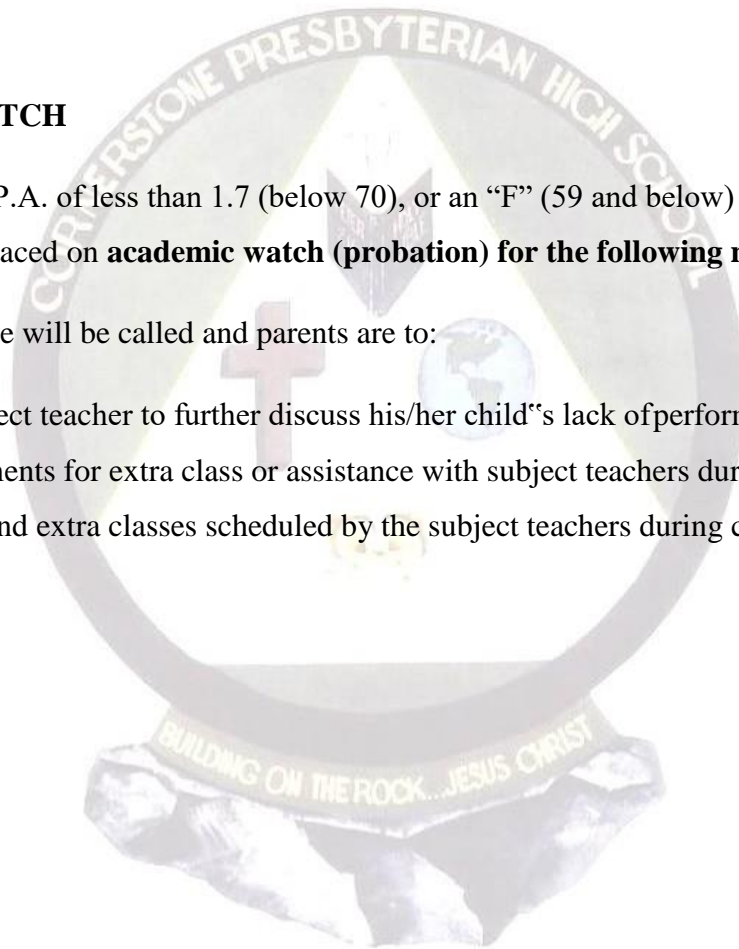 CORNERSTONE PRESBYTERIAN HIGH SCHOOL
TCH
P.A. of less than 1.7 (below 70), or an “F” (59 and below)
aced on academic watch (probation) for the following
e will be called and parents are to:
ect teacher to further discuss his/her child‟s lack ofperfor
ents for extra class or assistance with subject teachers dur
nd extra classes scheduled by the subject teachers during
BUILDING ON THE ROCK...JESUS CHRIST